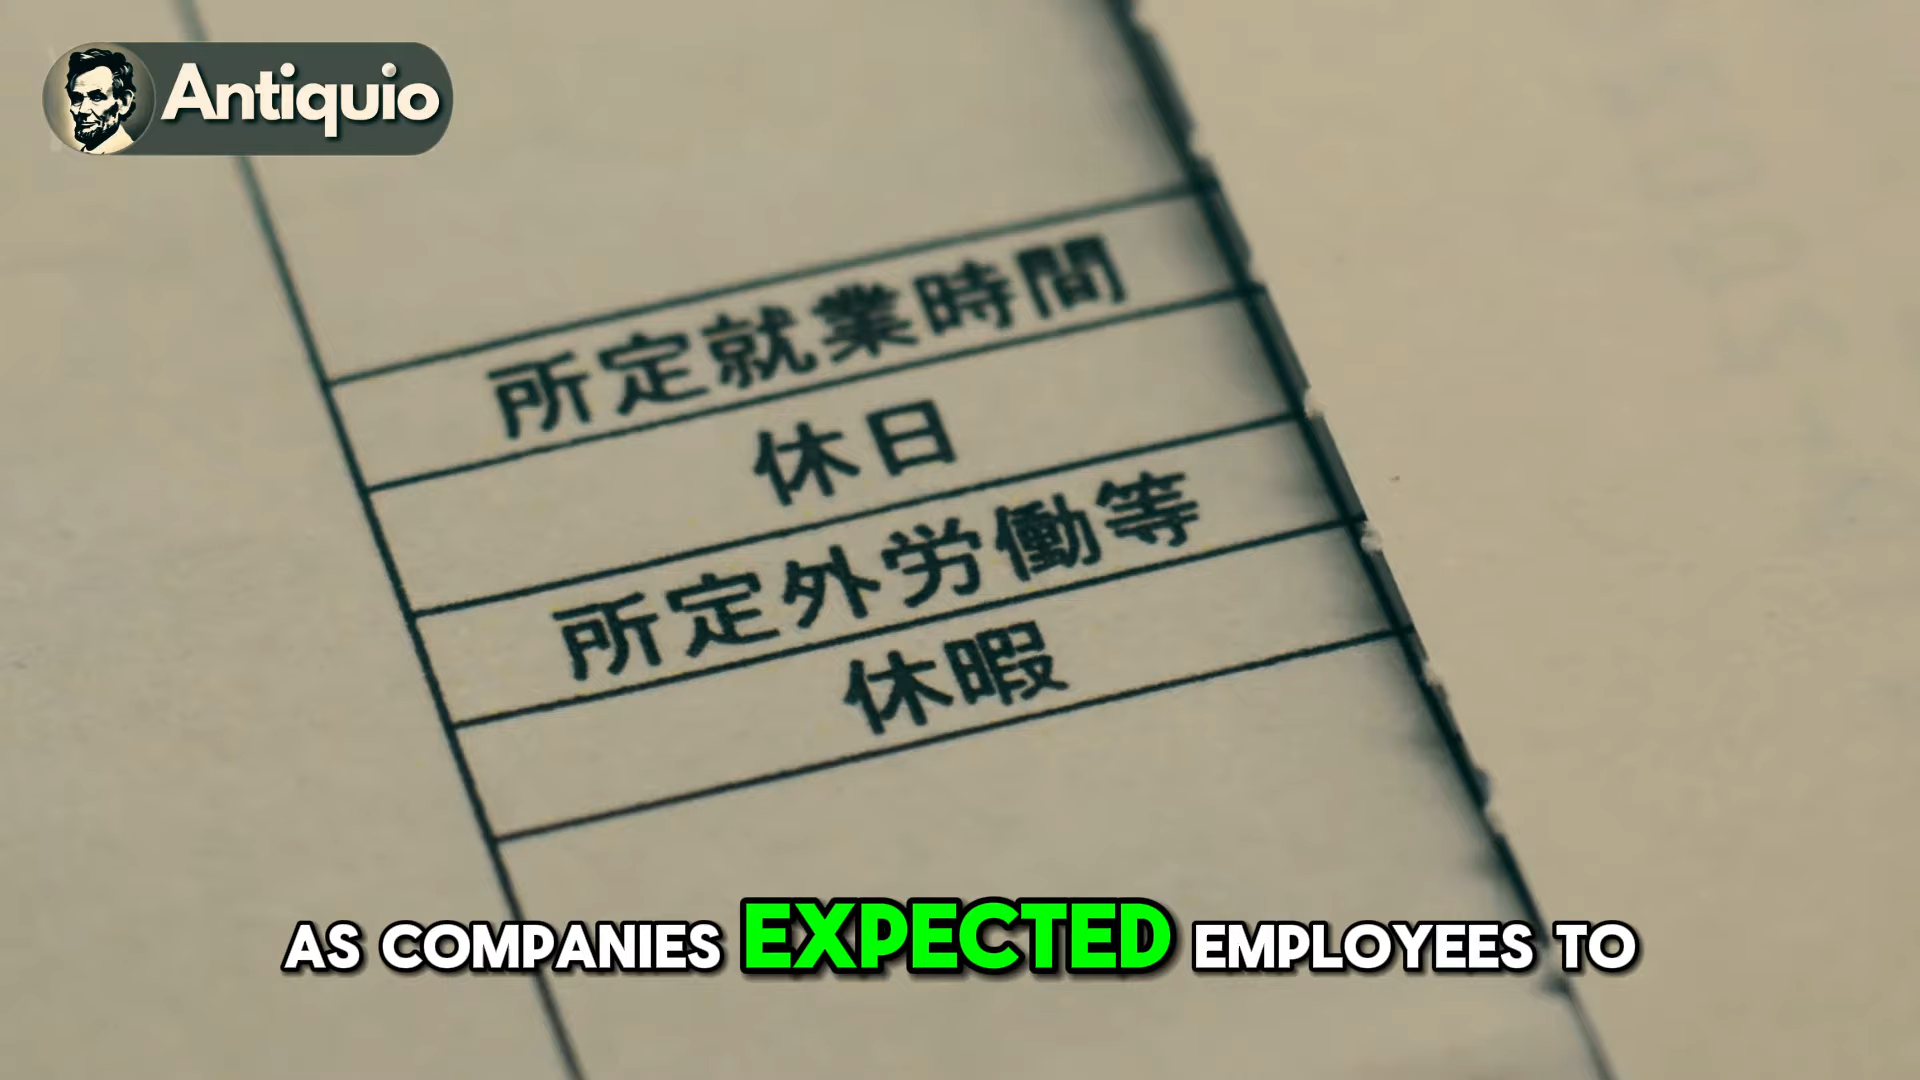 Antiquio
所定就業時間
休日
所定外労働等
休暇
AS COMPANIES EXPECTED EMPLOYEES TO